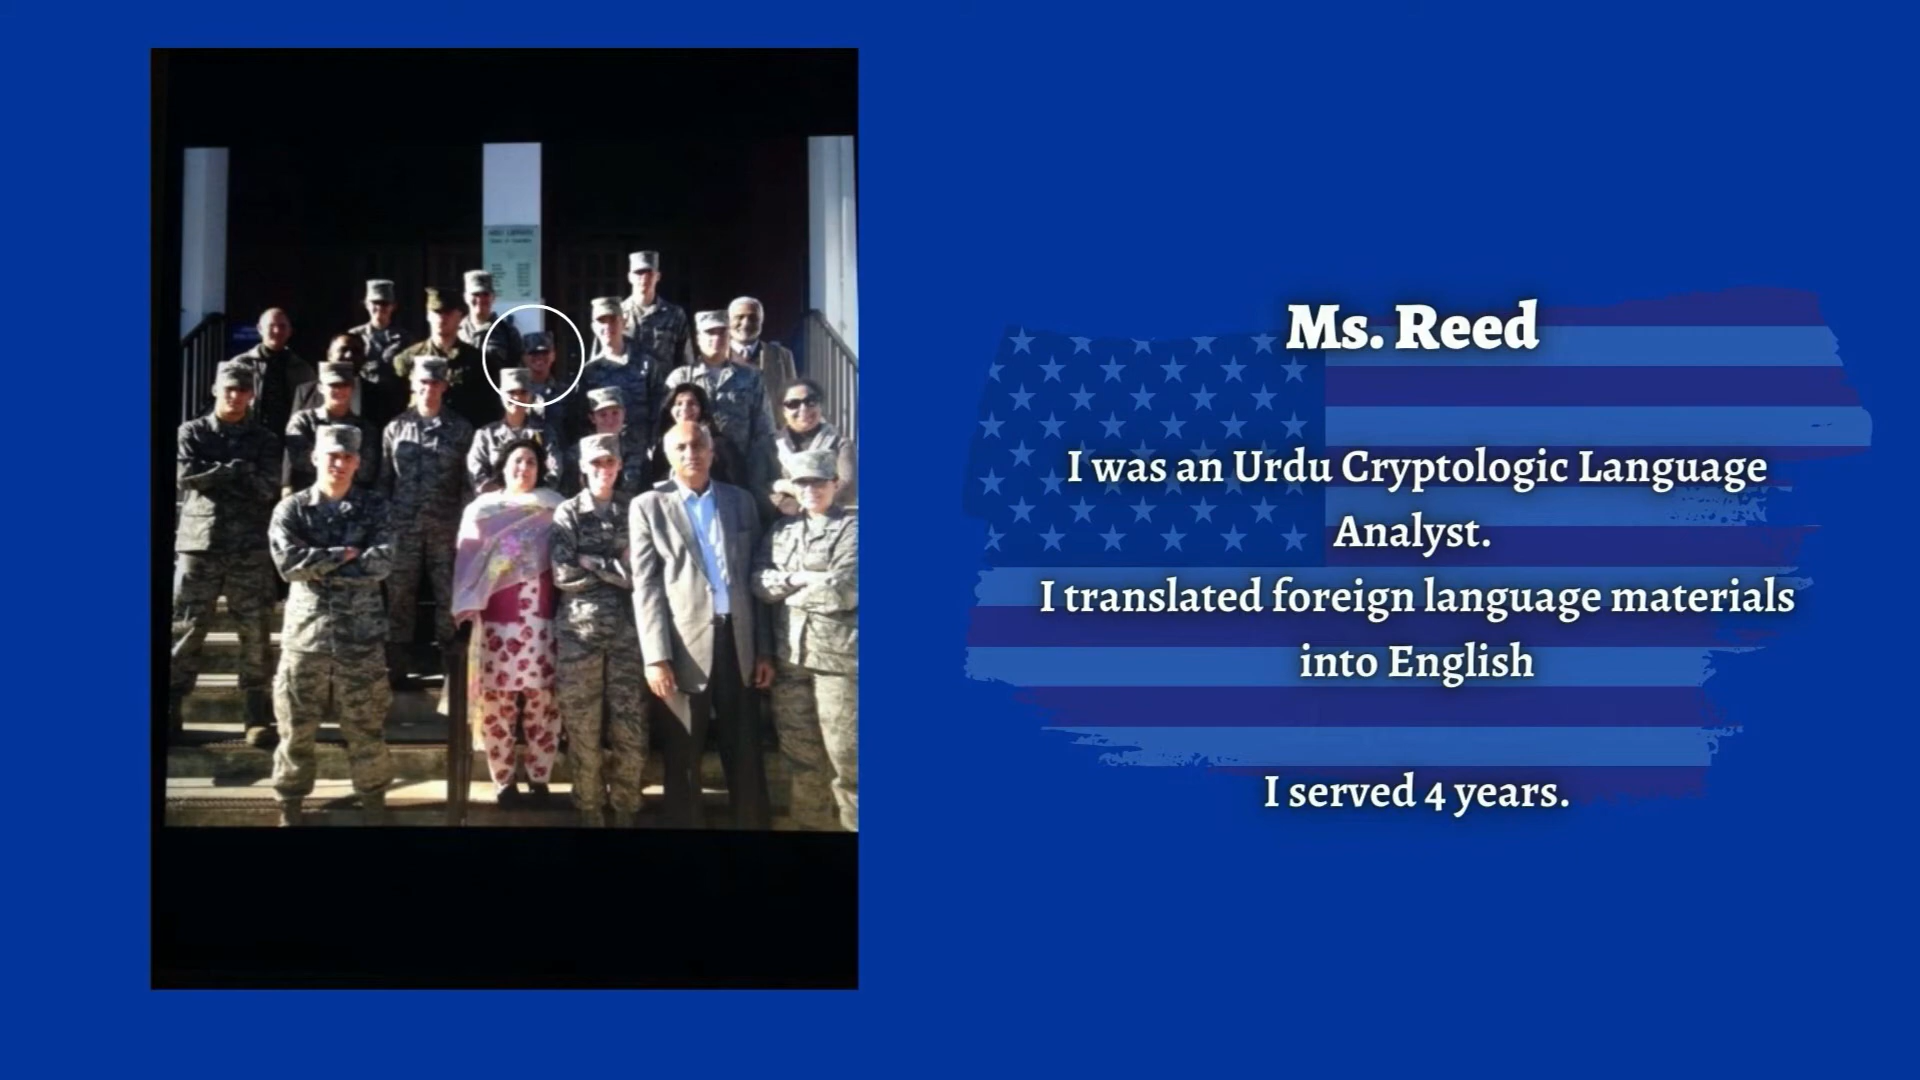 Ms. Reed
I was an Urdu Cryptologic Language
Analyst.
I translated foreign language materials
into English
I served 4 years.